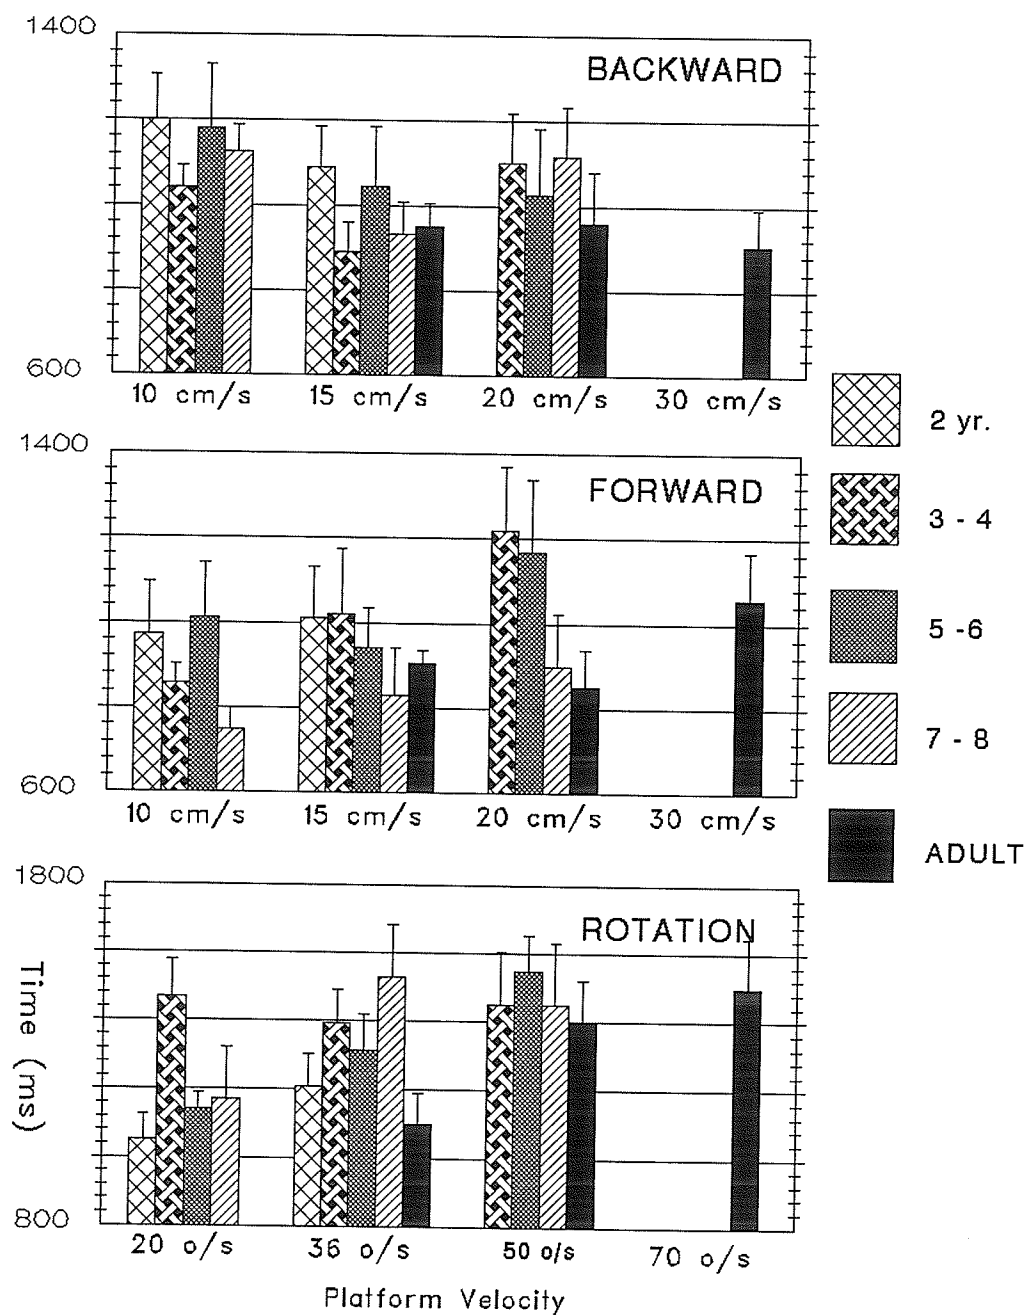 1400
BACKWARD
600
10 cm/s 15 cm/s 20 cm/s 30 cm/s
2 yr.
3 - 4
5 -6
7 - 8
ADULT
1400
FORWARD
600
10 cm/s 15 cm/s 20 cm/s 30 cm/s
1800
ROTATION
Time (ms)
800
20 o/s 36 o/s 50 o/s 70 o/s
Platform Velocity